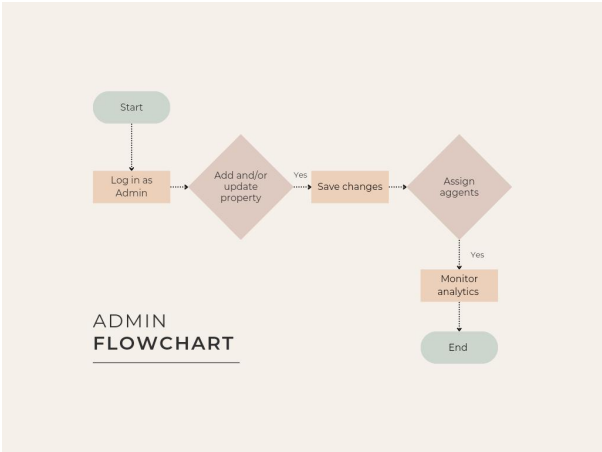 Start
Log in as
Admin
Add and/or
update
property
Yes
Save changes
Assign
aggents
Yes
Monitor
analytics
End
ADMIN
FLOWCHART